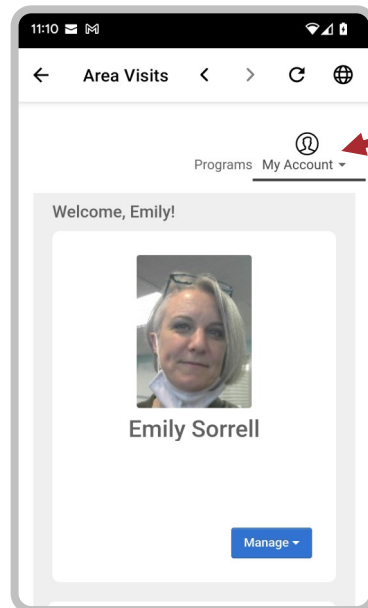 11:10
Area Visits
Programs My Account
Welcome, Emily!
Emily Sorrell
Manage